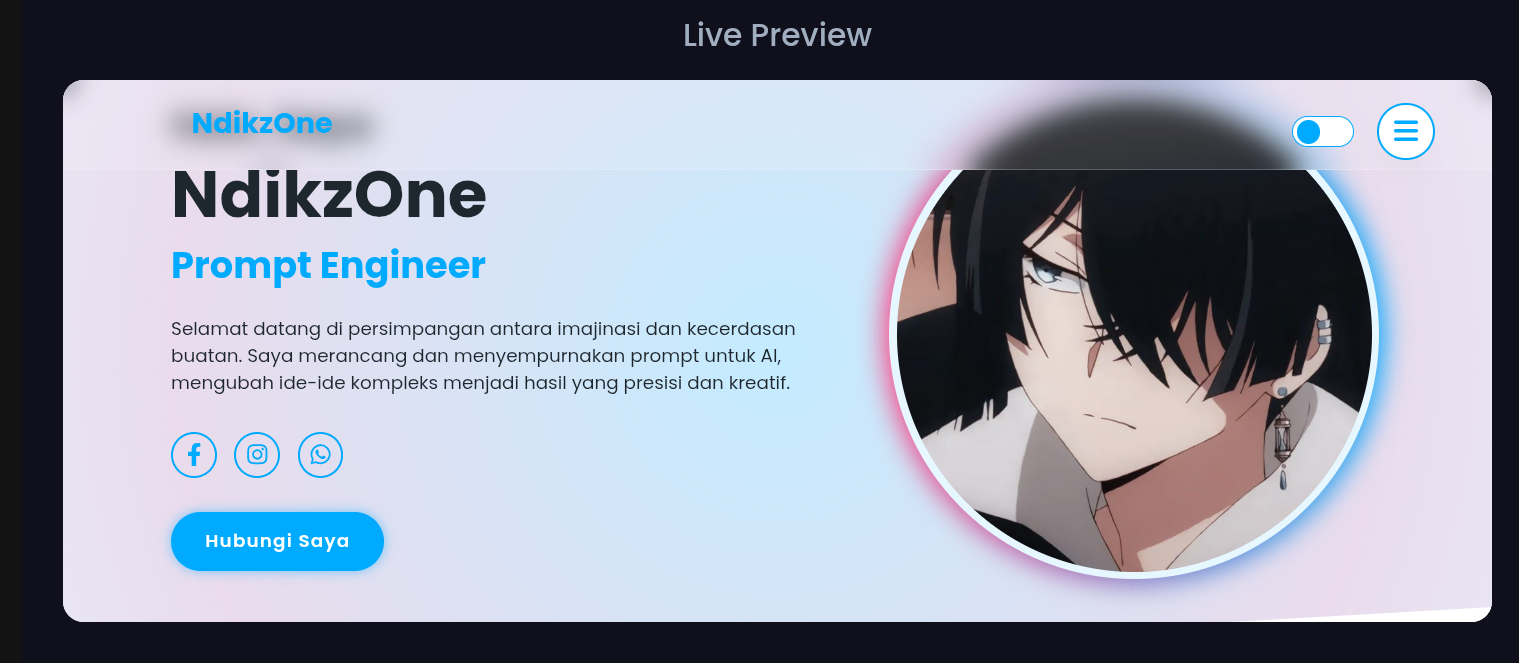 Live Preview
NdikzOne
NdikzOne
Prompt Engineer
Selamat datang di persimpangan antara imajinasi dan kecerdasan
buatan. Saya merancang dan menyempurnakan prompt untuk AI,
mengubah ide-ide kompleks menjadi hasil yang presisi dan kreatif.
Hubungi Saya